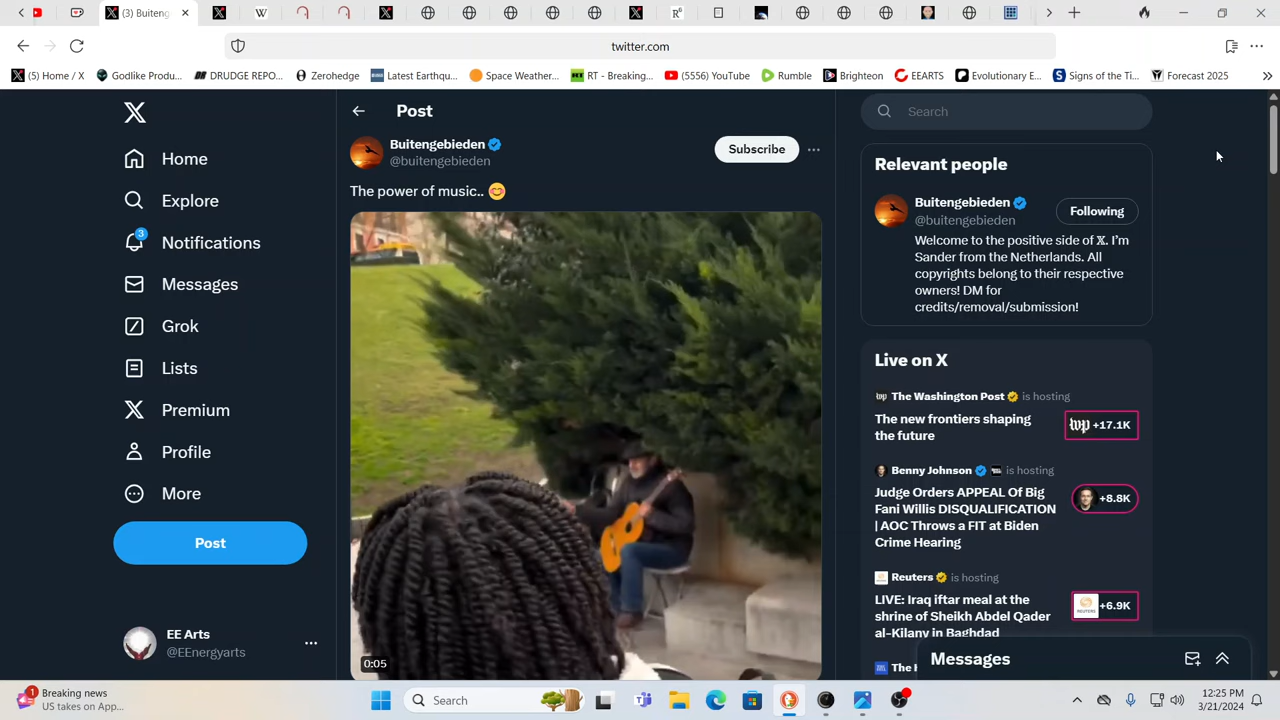 (3) Buiteng
twitter.com
(5) Home / X
Godlike Produ...
DRUDGE REPO...
Zerohedge
Latest Earthqu...
Space Weather...
RT - Breaking...
(5556) YouTube
Rumble
Brighteon
EEARTS
Evolutionary E...
Signs of the Ti...
Forecast 2025
Home
Explore
3
Notifications
Messages
Grok
Lists
Premium
Profile
More
Post
EE Arts
@EEnergyarts
Post
Buitengebieden
@buitengebieden
Subscribe
The power of music.. 😊
0:05
Search
Relevant people
Buitengebieden
@buitengebieden
Following
Welcome to the positive side of 𝕏. I'm
Sander from the Netherlands. All
copyrights belong to their respective
owners! DM for
credits/removal/submission!
Live on X
The Washington Post is hosting
The new frontiers shaping
the future
+17.1K
Benny Johnson is hosting
Judge Orders APPEAL Of Big
Fani Willis DISQUALIFICATION
| AOC Throws a FIT at Biden
Crime Hearing
+8.8K
Reuters is hosting
LIVE: Iraq iftar meal at the
shrine of Sheikh Abdel Qader
al-Kilany in Baghdad
+6.9K
Messages
1
Breaking news
US takes on App...
Search
12:25 PM
3/21/2024